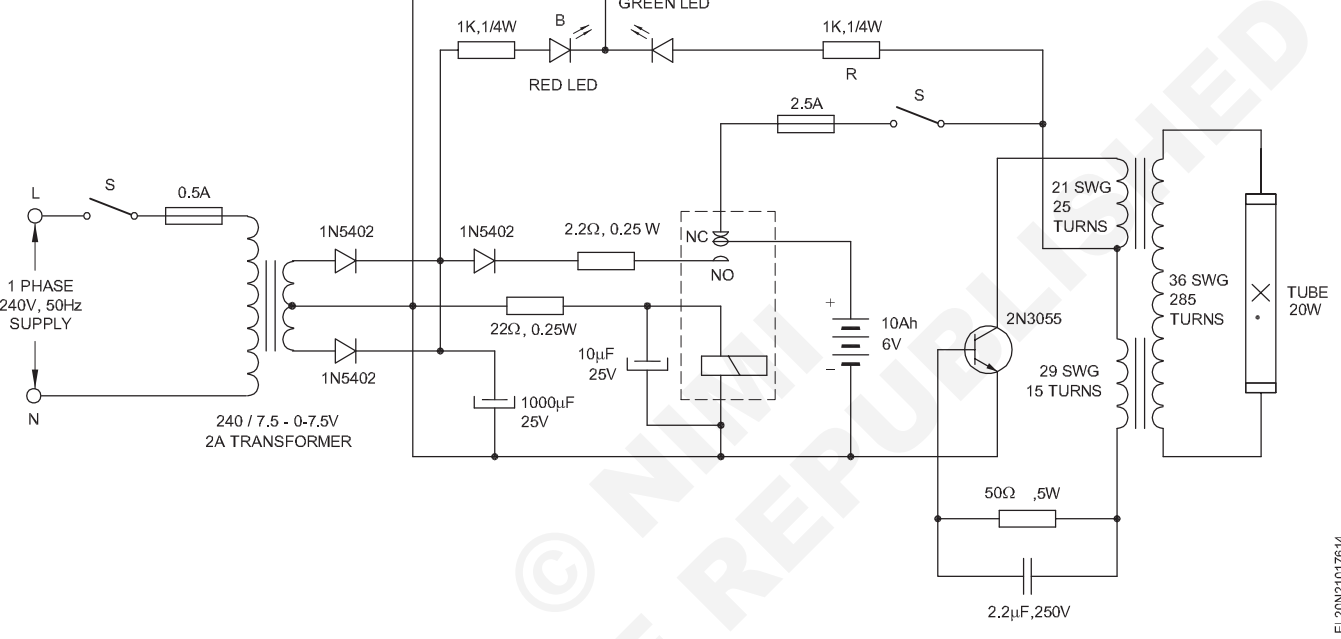 GREEN LED
1K,1/4W
B
1K,1/4W
RED LED
R
2.5A
S
L
S
0.5A
1N5402
1N5402
2.2Ω, 0.25 W
NC
NO
21 SWG
25
TURNS
1 PHASE
240V, 50Hz
SUPPLY
36 SWG
285
TURNS
TUBE
20W
22Ω, 0.25W
+
10Ah
6V
–
2N3055
10µF
25V
1N5402
29 SWG
15 TURNS
N
1000µF
25V
240 / 7.5 - 0-7.5V
2A TRANSFORMER
50Ω ,5W
2.2µF,250V
© NIMI
E REPUBLISHED
EL20N21017614